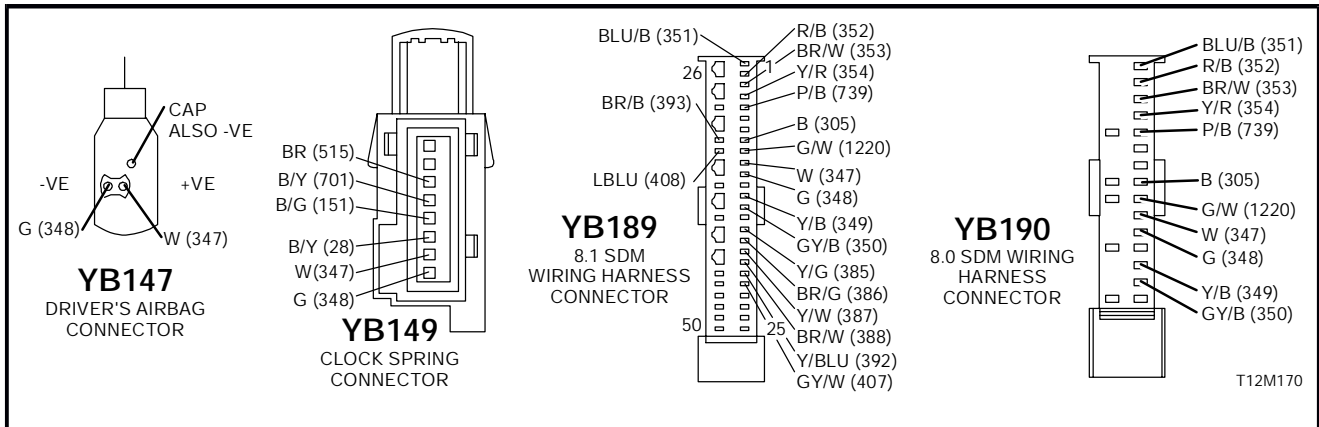 CAP
ALSO -VE
-VE
+VE
G (348)
W (347)
YB147
DRIVER'S AIRBAG
CONNECTOR
BR (515)
B/Y (701)
B/G (151)
B/Y (28)
W(347)
G (348)
YB149
CLOCK SPRING
CONNECTOR
BLU/B (351)
26
1
BR/B (393)
LBLU (408)
50
25
R/B (352)
BR/W (353)
Y/R (354)
P/B (739)
B (305)
G/W (1220)
W (347)
G (348)
Y/B (349)
GY/B (350)
Y/G (385)
BR/G (386)
Y/W (387)
BR/W (388)
Y/BLU (392)
GY/W (407)
YB189
8.1 SDM
WIRING HARNESS
CONNECTOR
BLU/B (351)
R/B (352)
BR/W (353)
Y/R (354)
P/B (739)
B (305)
G/W (1220)
W (347)
G (348)
Y/B (349)
GY/B (350)
YB190
8.0 SDM WIRING
HARNESS
CONNECTOR
T12M170